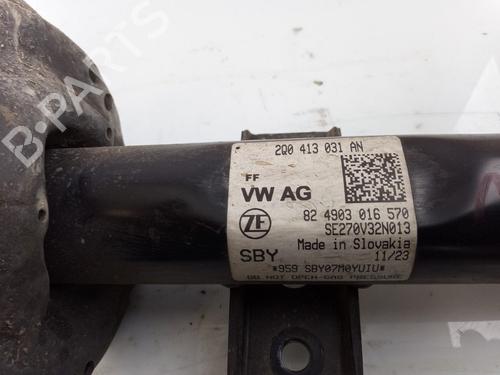 B-Parts
2Q0 413 031 AN
FF
VW AG
ZF
82 4903 016 570
SE270V32N013
Made in Slovakia
SBY
11/23
*9S9 SBY07M0YUIU*
DO NOT OPEN-GAS PRESSURE